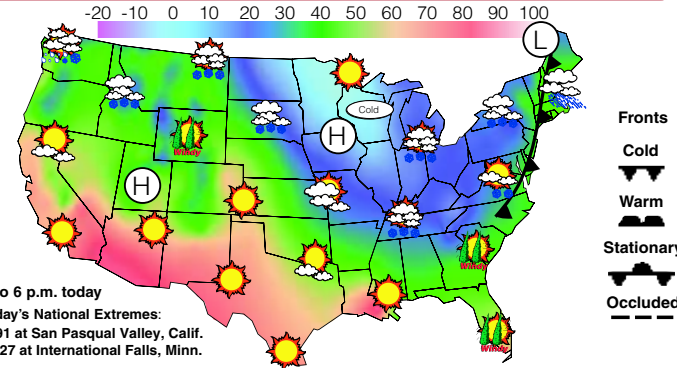 -20 -10 0 10 20 30 40 50 60 70 80 90 100
L
Cold
H
Windy
H
Windy
Windy
Fronts
Cold
Warm
Stationary
Occluded
o 6 p.m. today
day's National Extremes:
91 at San Pasqual Valley, Calif.
27 at International Falls, Minn.